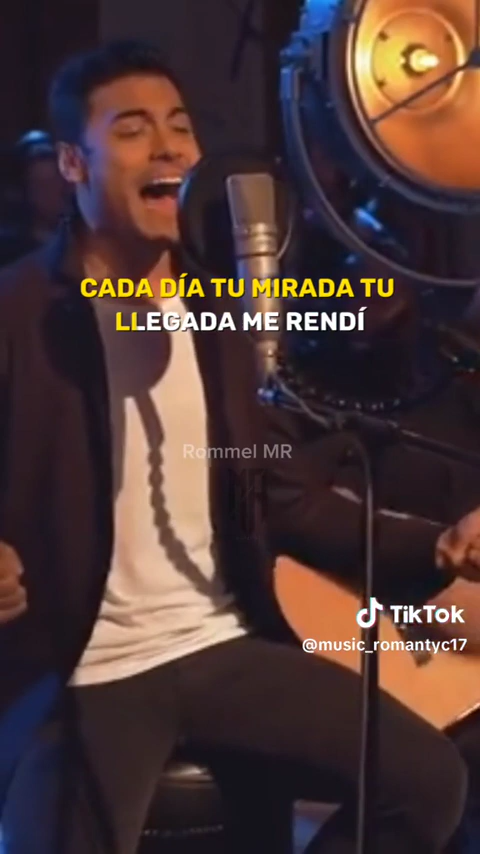 CADA DÍA TU MIRADA TU
LLEGADA ME RENDÍ
Rommel MR
TikTok
@music_romantyc17